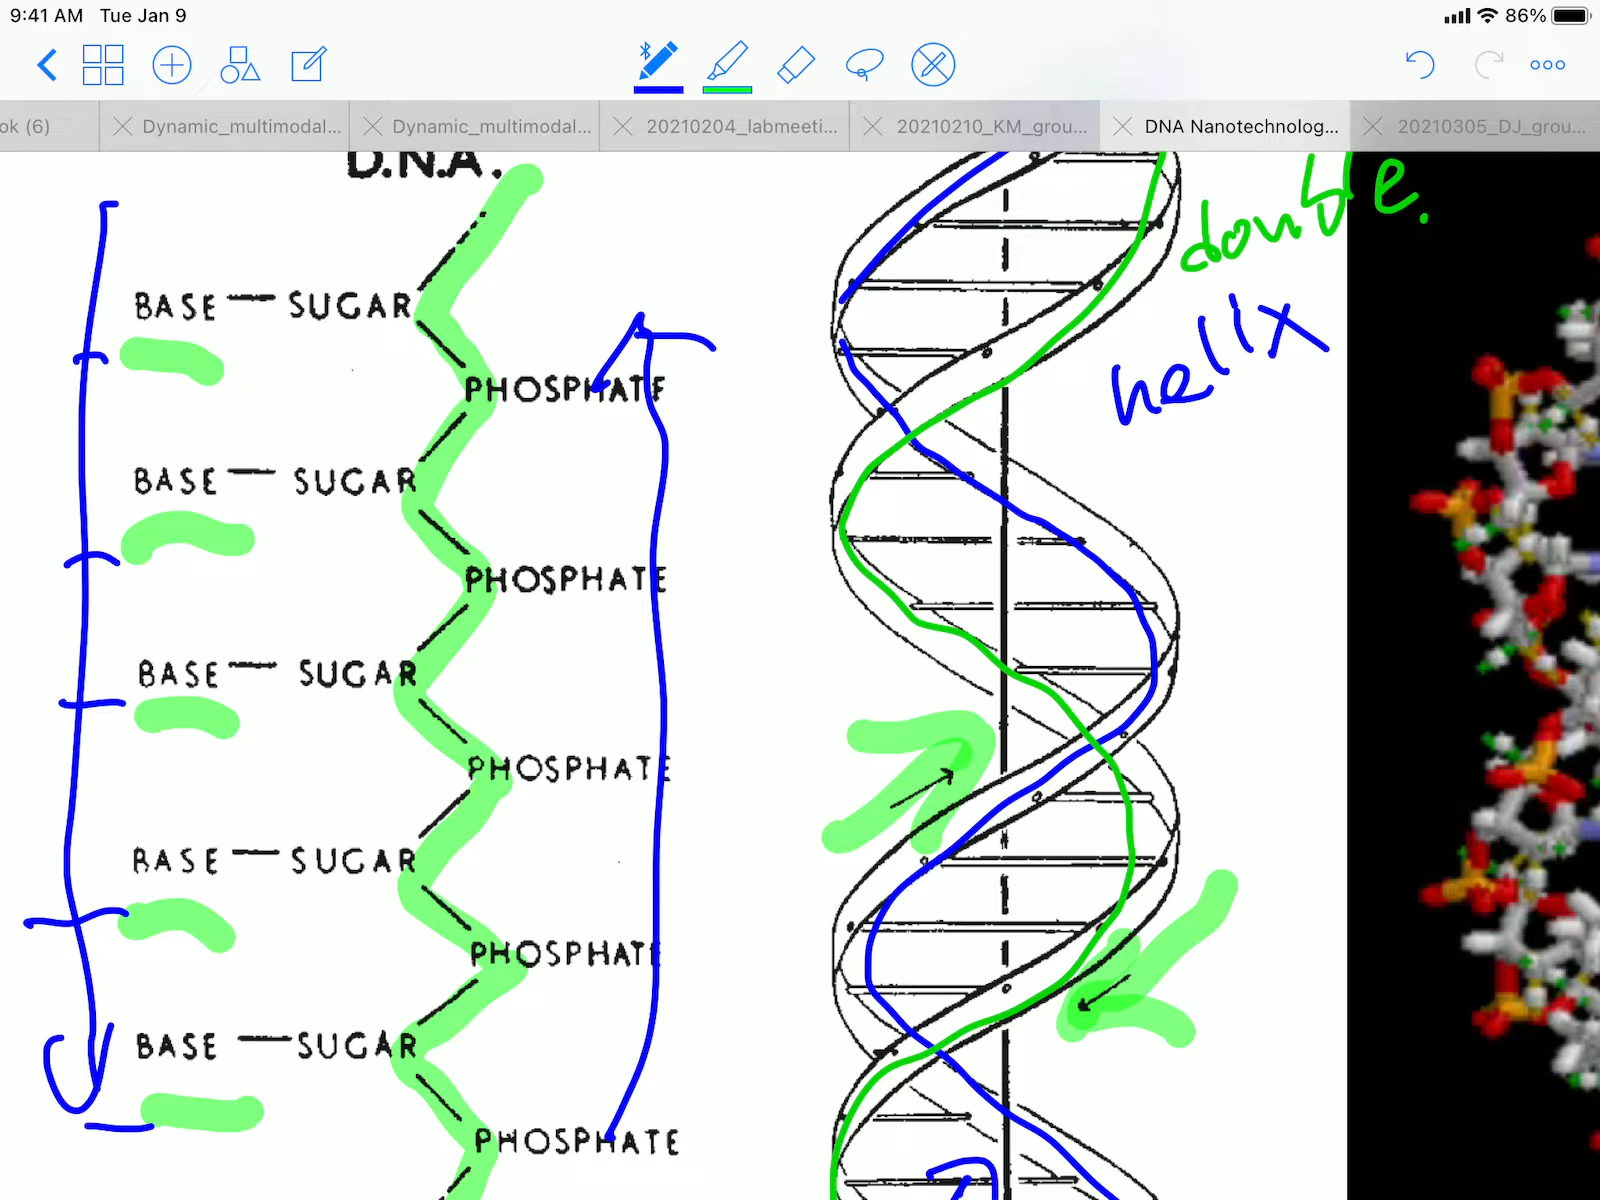 9:41 AM Tue Jan 9 86%
ok (6) Dynamic_multimodal... Dynamic_multimodal... 20210204_labmeeti... 20210210_KM_grou... DNA Nanotechnolog... 20210305_DJ_grou...
D.N.A.
double.
helix
BASE — SUGAR
PHOSPHATE
BASE — SUGAR
PHOSPHATE
BASE — SUGAR
PHOSPHATE
BASE — SUGAR
PHOSPHATE
BASE — SUGAR
PHOSPHATE